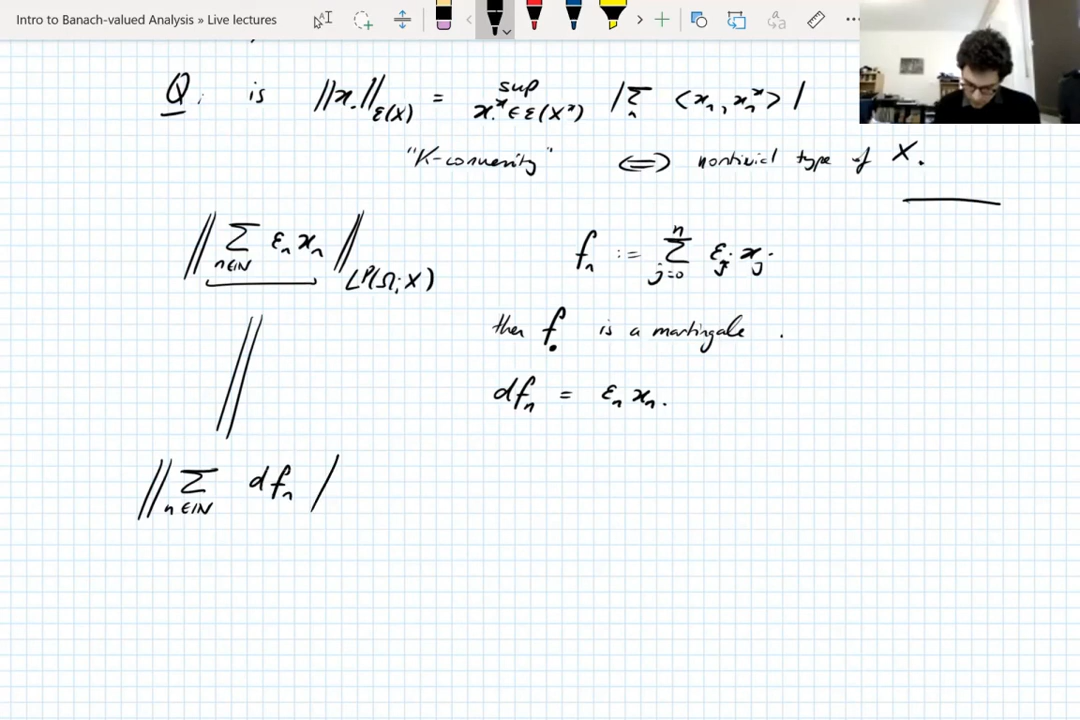 Intro to Banach-valued Analysis » Live lectures
Q: is ||x.||_{ε(X)} = sup_{x.* ∈ ε(X*)} |Σ_n <x_n, x_n*>|
"K-convexity" ⇔ nontrivial type of X.
||Σ_{n∈ℕ} ε_n x_n||_{L^p(Ω;X)} f_n := Σ_{j=0}^n ε_j x_j.
then f. is a martingale.
df_n = ε_n x_n.
||Σ_{n∈ℕ} df_n |